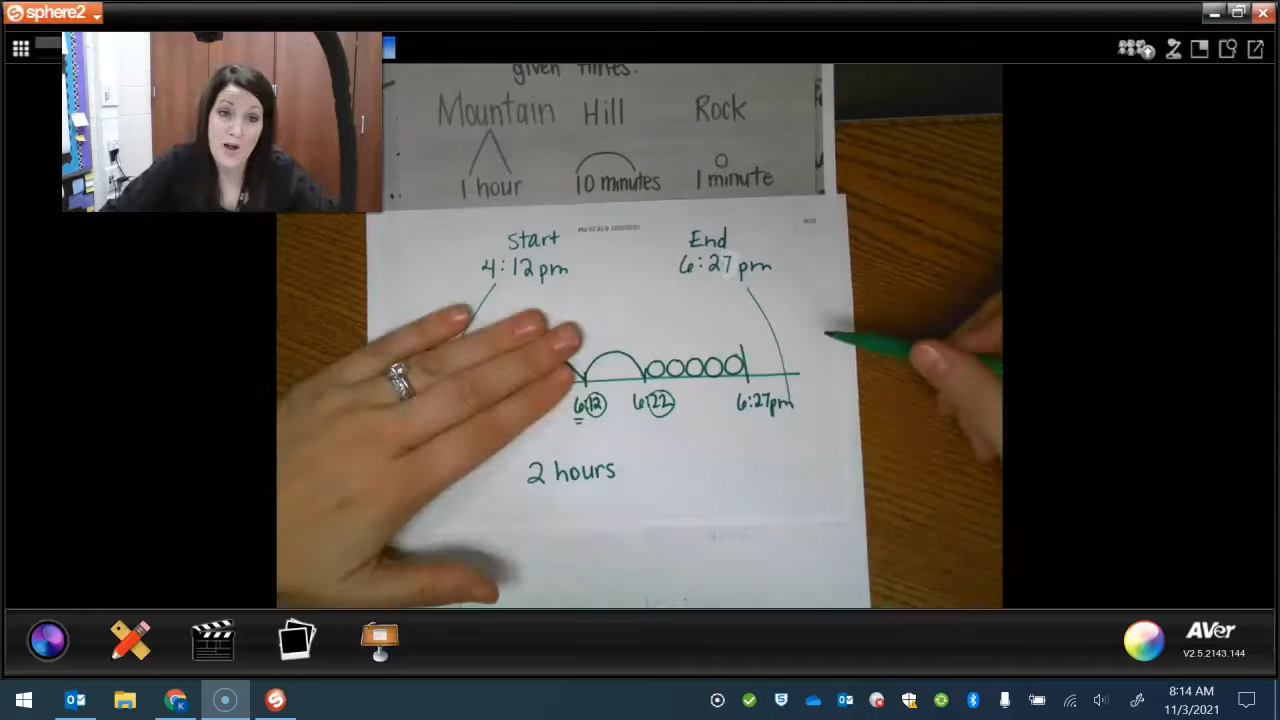 sphere2
given times.
Mountain Hill Rock
1 hour 10 minutes 1 minute
Start End
4:12 pm 6:27 pm
6:12 6:22 6:27pm
2 hours
AVer
V2.5.2143.144
8:14 AM
11/3/2021